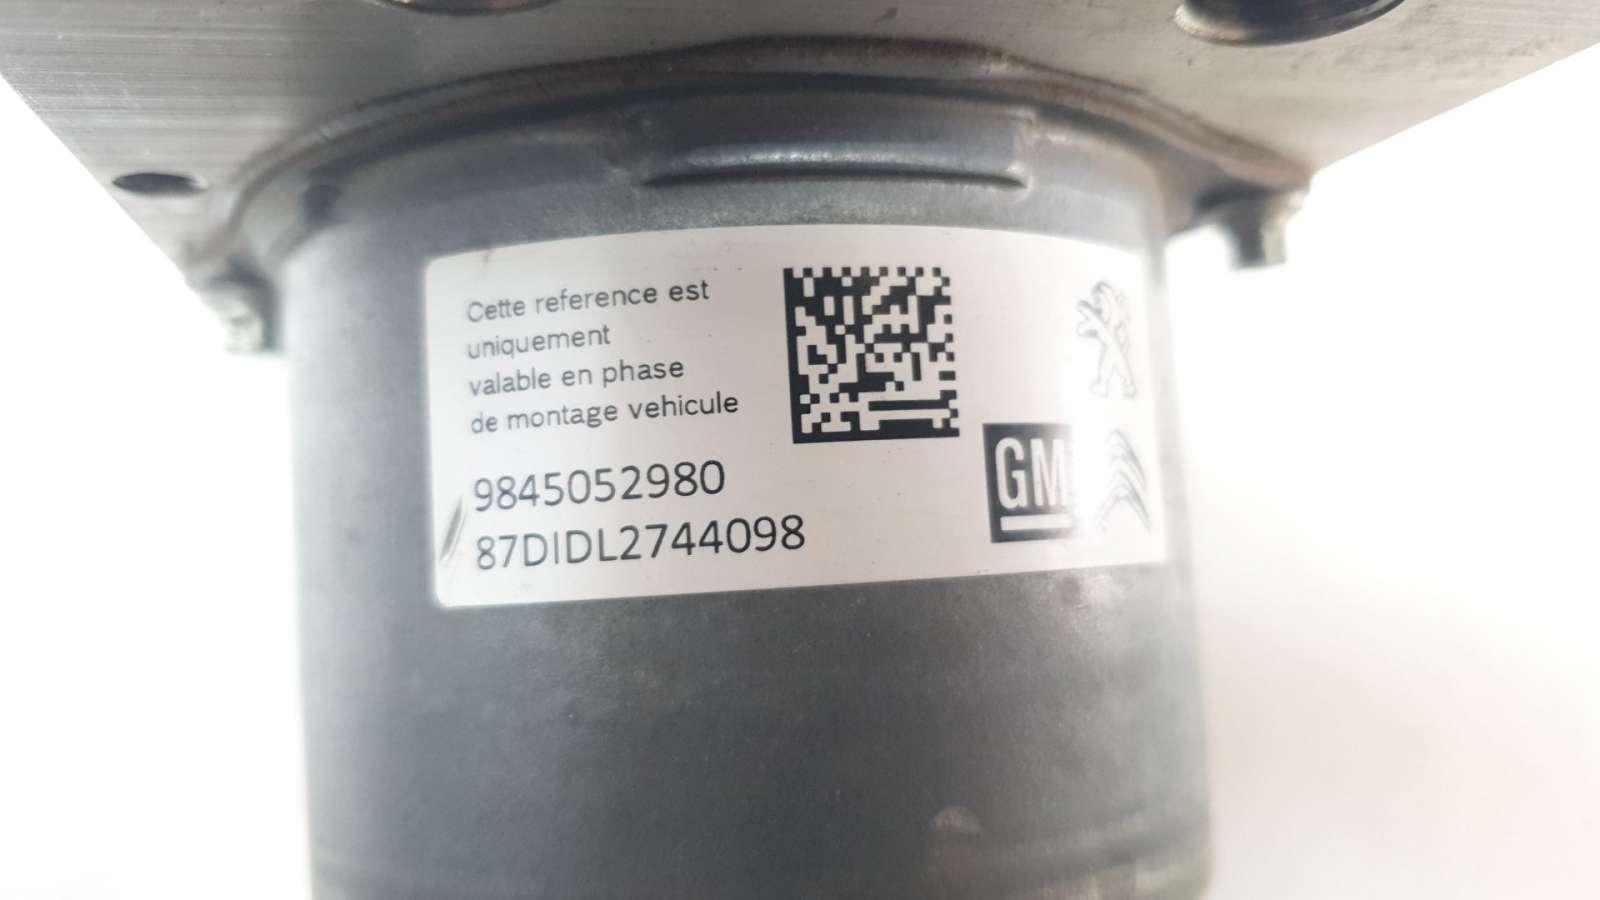 Cette reference est
uniquement
valable en phase
de montage vehicule
9845052980
87DIDL2744098
GM